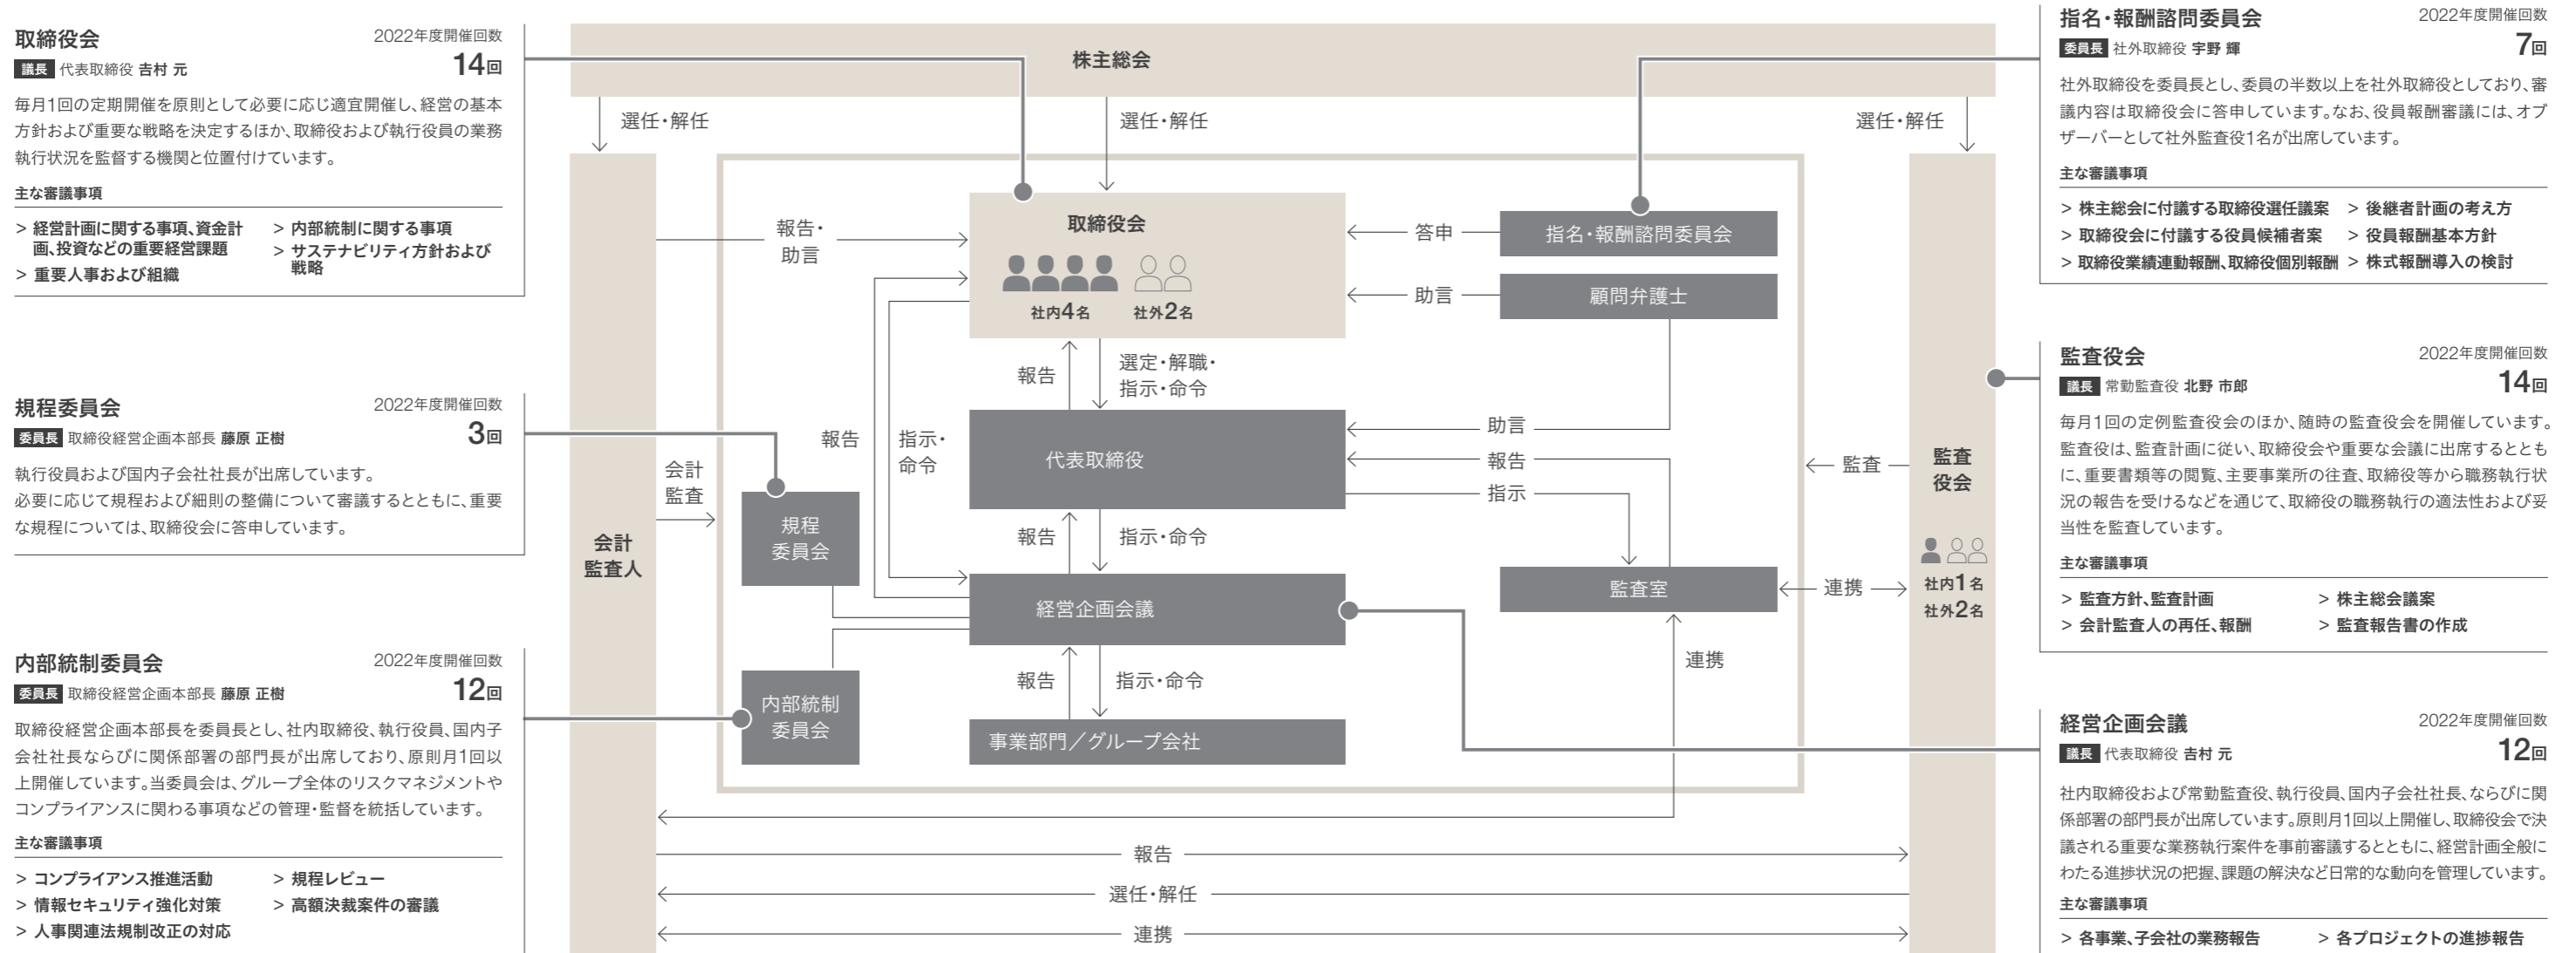 取締役会
2022年度開催回数
議長 代表取締役 𠮷村 元
14回
毎月1回の定期開催を原則として必要に応じ適宜開催し、経営の基本
方針および重要な戦略を決定するほか、取締役および執行役員の業務
執行状況を監督する機関と位置付けています。
主な審議事項
> 経営計画に関する事項、資金計
画、投資などの重要経営課題
> 重要人事および組織
> 内部統制に関する事項
> サステナビリティ方針および
戦略
規程委員会
2022年度開催回数
委員長 取締役経営企画本部長 藤原 正樹
3回
執行役員および国内子会社社長が出席しています。
必要に応じて規程および細則の整備について審議するとともに、重要
な規程については、取締役会に答申しています。
内部統制委員会
2022年度開催回数
委員長 取締役経営企画本部長 藤原 正樹
12回
取締役経営企画本部長を委員長とし、社内取締役、執行役員、国内子
会社社長ならびに関係部署の部門長が出席しており、原則月1回以
上開催しています。当委員会は、グループ全体のリスクマネジメントや
コンプライアンスに関わる事項などの管理・監督を統括しています。
主な審議事項
> コンプライアンス推進活動
> 情報セキュリティ強化対策
> 人事関連法規制改正の対応
> 規程レビュー
> 高額決裁案件の審議
株主総会
選任・解任
選任・解任
選任・解任
会計
監査人
報告・
助言
会計
監査
取締役会
社内4名
社外2名
答申
指名・報酬諮問委員会
助言
顧問弁護士
報告
選定・解職・
指示・命令
報告
指示・
命令
代表取締役
助言
報告
指示
規程
委員会
報告
指示・命令
経営企画会議
監査室
報告
指示・命令
内部統制
委員会
事業部門／グループ会社
監査
連携
連携
監査
役会
社内1名
社外2名
報告
選任・解任
連携
指名・報酬諮問委員会
2022年度開催回数
委員長 社外取締役 宇野 輝
7回
社外取締役を委員長とし、委員の半数以上を社外取締役としており、審
議内容は取締役会に答申しています。なお、役員報酬審議には、オブ
ザーバーとして社外監査役1名が出席しています。
主な審議事項
> 株主総会に付議する取締役選任議案
> 取締役会に付議する役員候補者案
> 取締役業績連動報酬、取締役個別報酬
> 後継者計画の考え方
> 役員報酬基本方針
> 株式報酬導入の検討
監査役会
2022年度開催回数
議長 常勤監査役 北野 市郎
14回
毎月1回の定例監査役会のほか、随時の監査役会を開催しています。
監査役は、監査計画に従い、取締役会や重要な会議に出席するととも
に、重要書類等の閲覧、主要事業所の往査、取締役等から職務執行状
況の報告を受けるなどを通じて、取締役の職務執行の適法性および妥
当性を監査しています。
主な審議事項
> 監査方針、監査計画
> 会計監査人の再任、報酬
> 株主総会議案
> 監査報告書の作成
経営企画会議
2022年度開催回数
議長 代表取締役 𠮷村 元
12回
社内取締役および常勤監査役、執行役員、国内子会社社長、ならびに関
係部署の部門長が出席しています。原則月1回以上開催し、取締役会で決
議される重要な業務執行案件を事前審議するとともに、経営計画全般に
わたる進捗状況の把握、課題の解決など日常的な動向を管理しています。
主な審議事項
> 各事業、子会社の業務報告
> 各プロジェクトの進捗報告